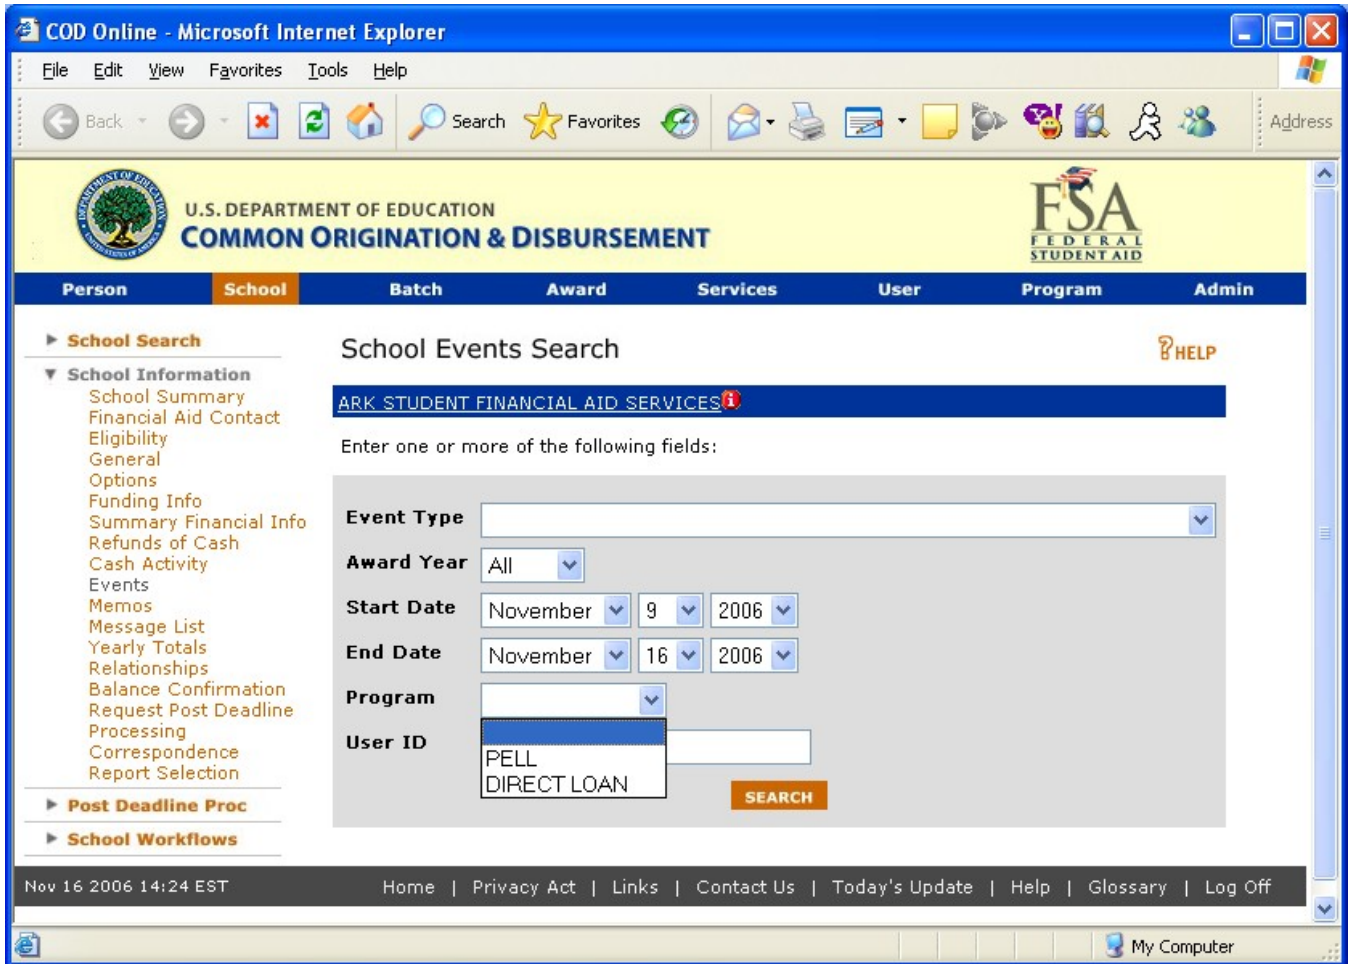 COD Online - Microsoft Internet Explorer
File Edit View Favorites Tools Help
Back Search Favorites Address
U.S. DEPARTMENT OF EDUCATION
COMMON ORIGINATION & DISBURSEMENT
FSA
FEDERAL
STUDENT AID
Person School Batch Award Services User Program Admin
School Search
School Information
School Summary
Financial Aid Contact
Eligibility
General
Options
Funding Info
Summary Financial Info
Refunds of Cash
Cash Activity
Events
Memos
Message List
Yearly Totals
Relationships
Balance Confirmation
Request Post Deadline
Processing
Correspondence
Report Selection
Post Deadline Proc
School Workflows
School Events Search
HELP
ARK STUDENT FINANCIAL AID SERVICES
Enter one or more of the following fields:
Event Type
Award Year All
Start Date November 9 2006
End Date November 16 2006
Program
User ID
PELL
DIRECT LOAN
SEARCH
Nov 16 2006 14:24 EST Home | Privacy Act | Links | Contact Us | Today's Update | Help | Glossary | Log Off
My Computer